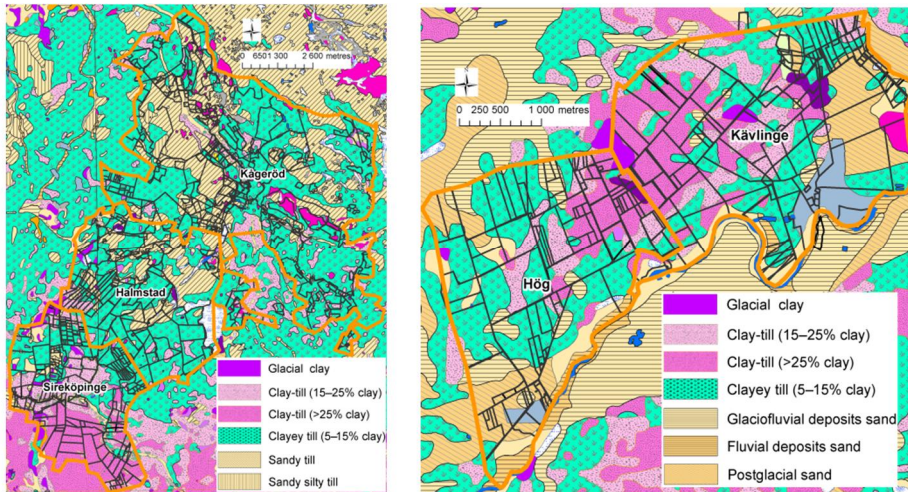 0 650 1 300 2 600 metres
Kågeröd
Halmstad
Sireköpinge
Glacial clay
Clay-till (15–25% clay)
Clay-till (>25% clay)
Clayey till (5–15% clay)
Sandy till
Sandy silty till
0 250 500 1 000 metres
Kävlinge
Hög
Glacial clay
Clay-till (15–25% clay)
Clay-till (>25% clay)
Clayey till (5–15% clay)
Glaciofluvial deposits sand
Fluvial deposits sand
Postglacial sand